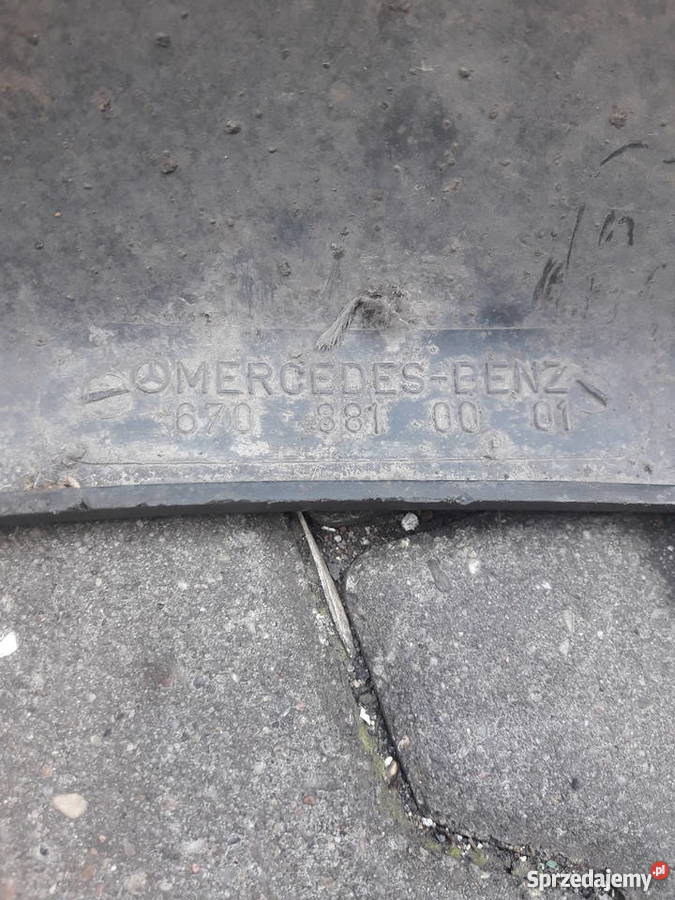 MERCEDES-BENZ
670 881 00 01
Sprzedajemy.pl